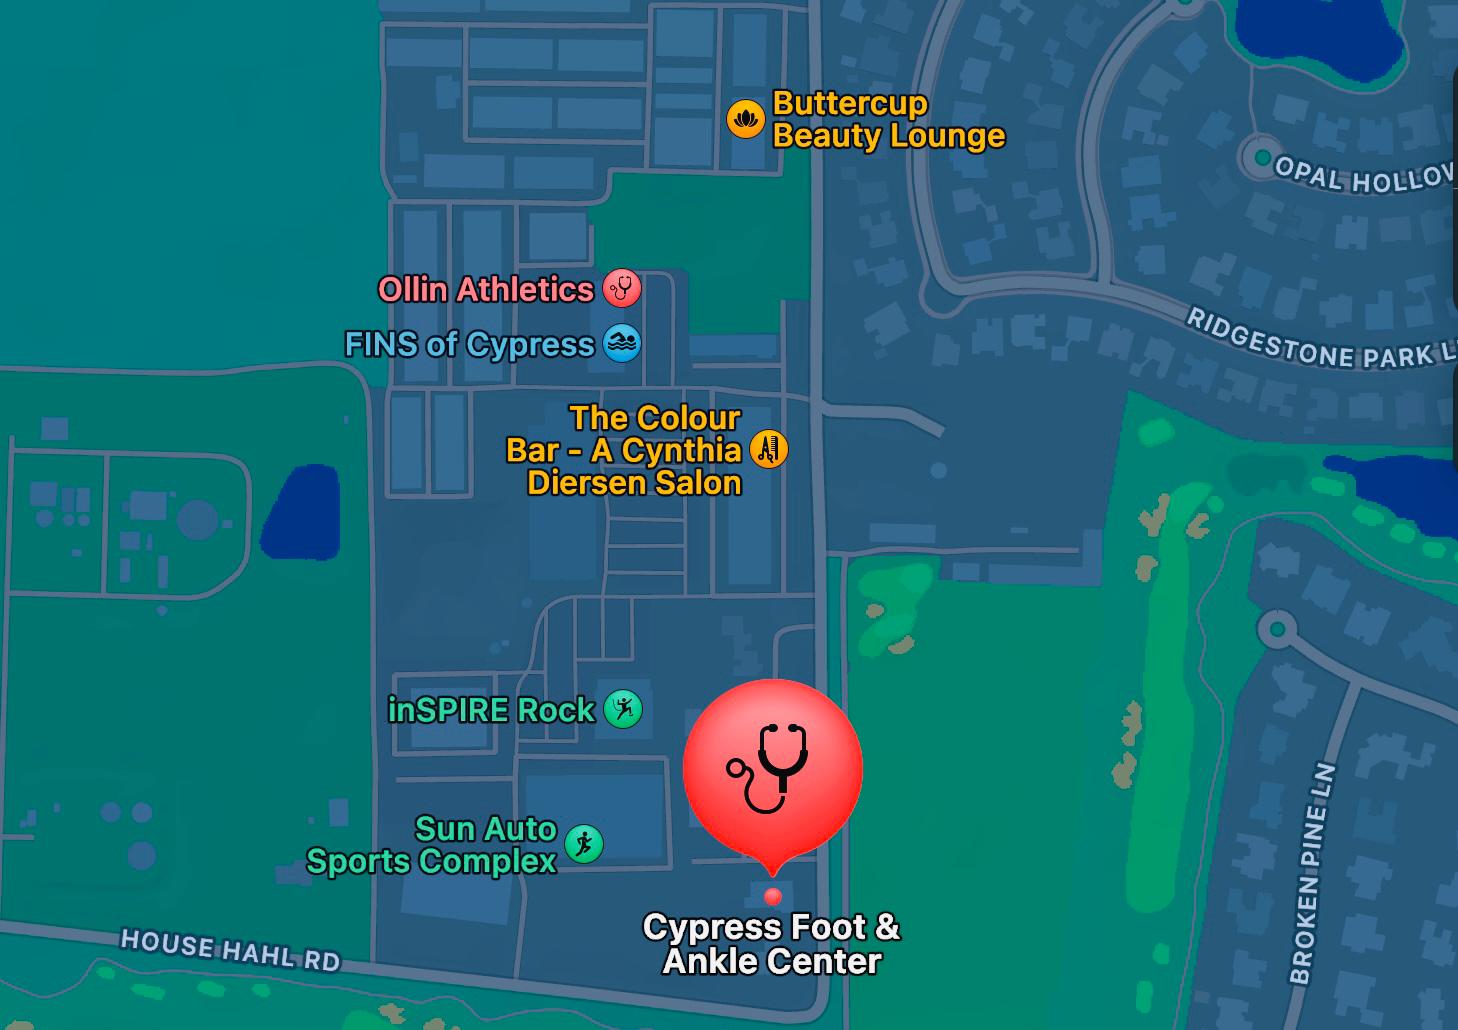 Buttercup
Beauty Lounge
OPAL HOLLOW
Ollin Athletics
FINS of Cypress
RIDGESTONE PARK L
The Colour
Bar - A Cynthia
Diersen Salon
inSPIRE Rock
Sun Auto
Sports Complex
BROKEN PINE LN
Cypress Foot &
Ankle Center
HOUSE HAHL RD